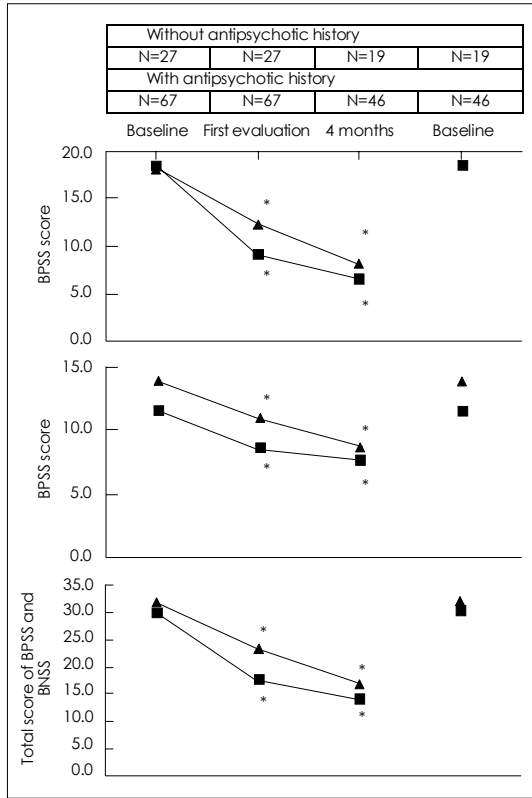 Without antipsychotic history
N=27 N=27 N=19 N=19
With antipsychotic history
N=67 N=67 N=46 N=46
Baseline First evaluation 4 months Baseline
20.0
15.0
10.0
5.0
0.0
BPSS score
* *
* *
15.0
10.0
5.0
0.0
BPSS score
* *
* *
35.0
30.0
25.0
20.0
15.0
10.0
5.0
0.0
Total score of BPSS and
BNSS
* *
* *